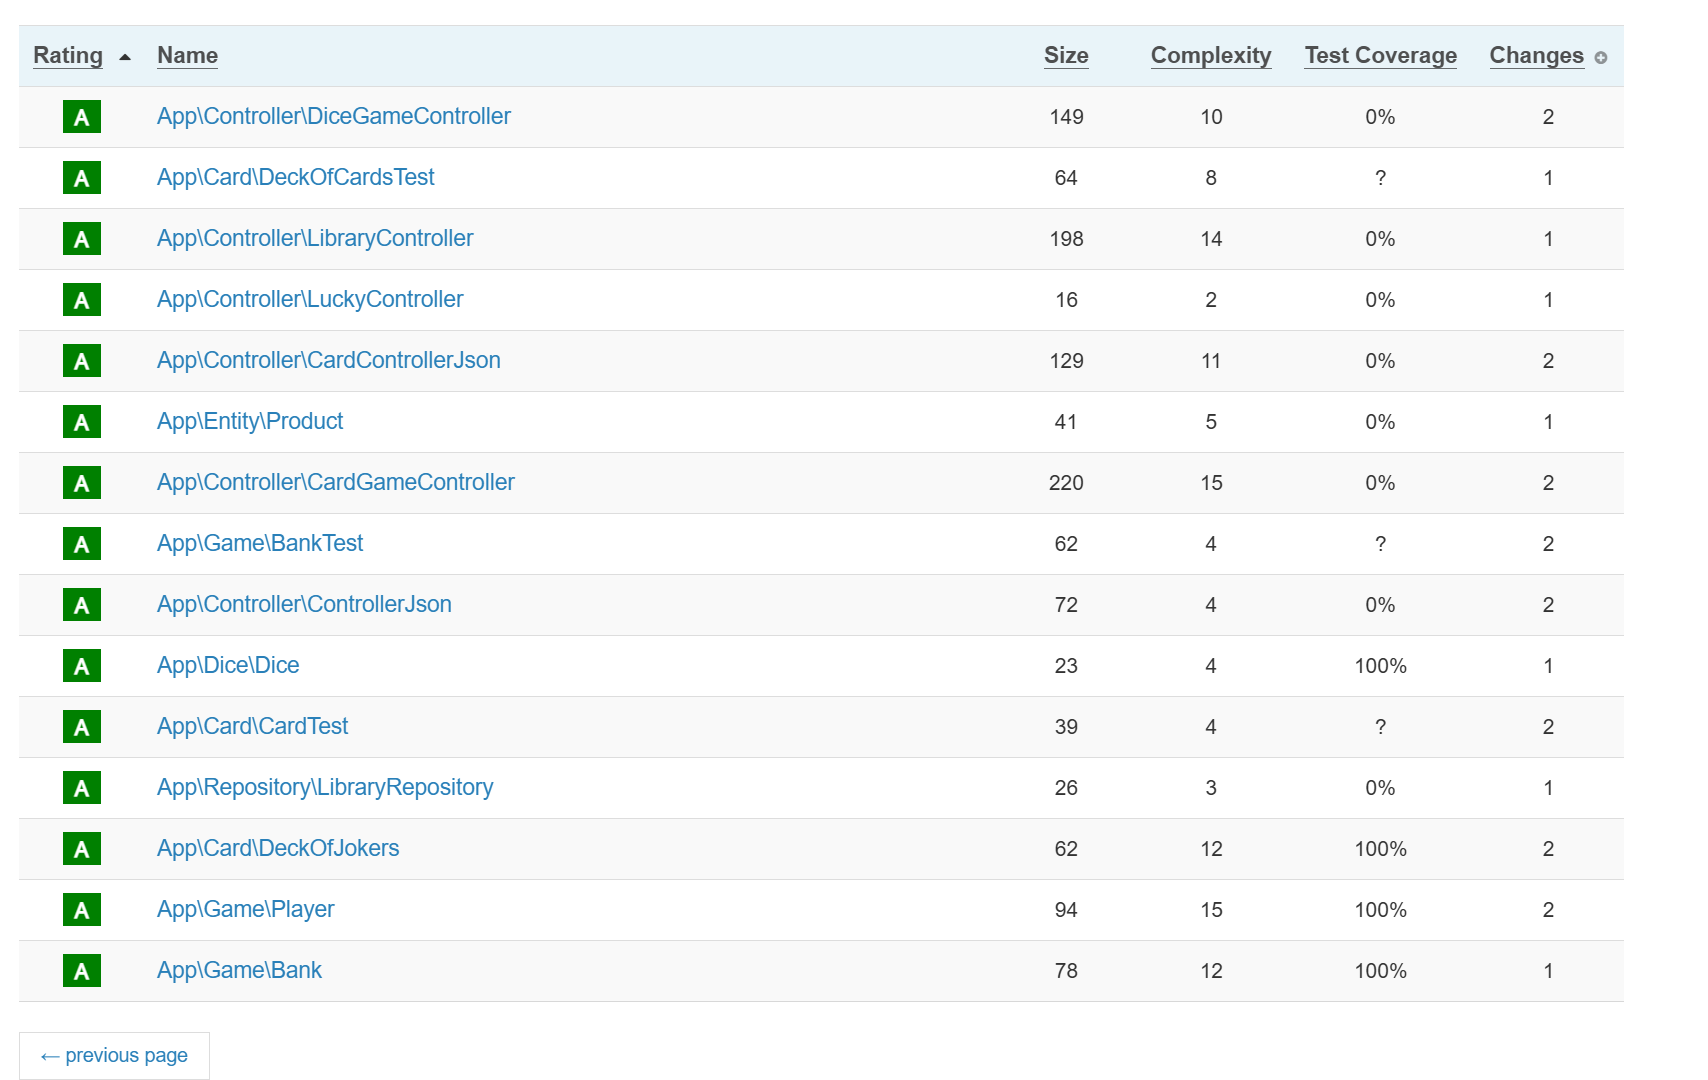 Rating Name Size Complexity Test Coverage Changes
A App\Controller\DiceGameController 149 10 0% 2
A App\Card\DeckOfCardsTest 64 8 ? 1
A App\Controller\LibraryController 198 14 0% 1
A App\Controller\LuckyController 16 2 0% 1
A App\Controller\CardControllerJson 129 11 0% 2
A App\Entity\Product 41 5 0% 1
A App\Controller\CardGameController 220 15 0% 2
A App\Game\BankTest 62 4 ? 2
A App\Controller\ControllerJson 72 4 0% 2
A App\Dice\Dice 23 4 100% 1
A App\Card\CardTest 39 4 ? 2
A App\Repository\LibraryRepository 26 3 0% 1
A App\Card\DeckOfJokers 62 12 100% 2
A App\Game\Player 94 15 100% 2
A App\Game\Bank 78 12 100% 1
← previous page